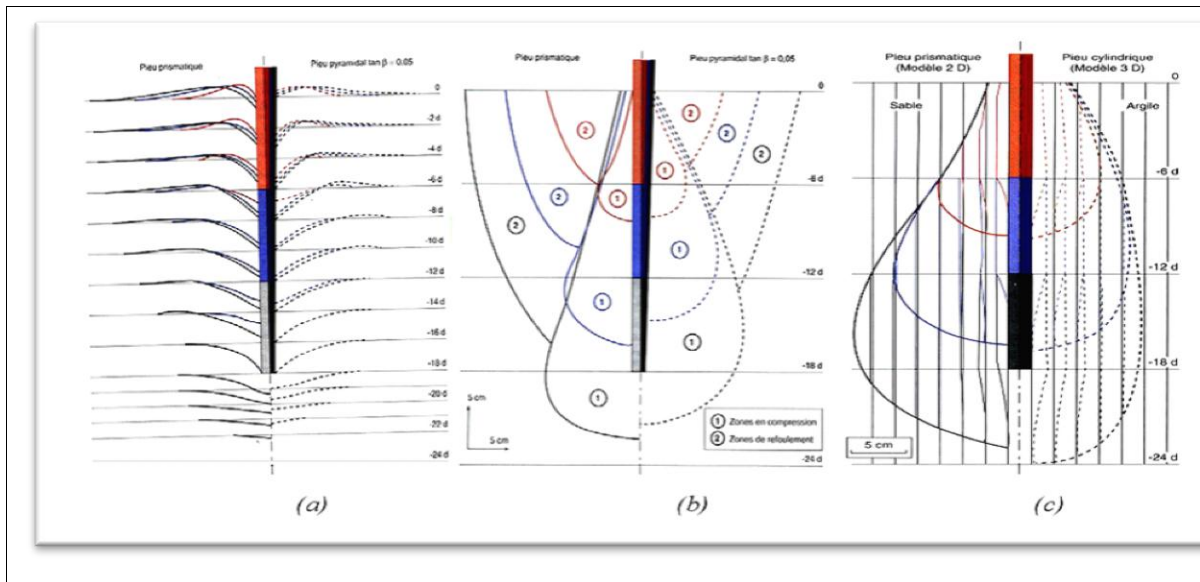 Pieu prismatique
Pieu pyramidal tan β = 0.05
0
-2 d
-4 d
-6 d
-8 d
-10 d
-12 d
-14 d
-16 d
-18 d
-20 d
-22 d
-24 d
(a)
Pieu prismatique
Pieu pyramidal tan β = 0,05
0
2
2
2
1
2
-6 d
1
2
2
1
-12 d
1
1
-18 d
1
5 cm
5 cm
1 Zones en compression
2 Zones de refoulement
-24 d
(b)
Pieu prismatique
(Modèle 2 D)
Pieu cylindrique
(Modèle 3 D)
0
Sable
Argile
-6 d
-12 d
-18 d
5 cm
-24 d
(c)